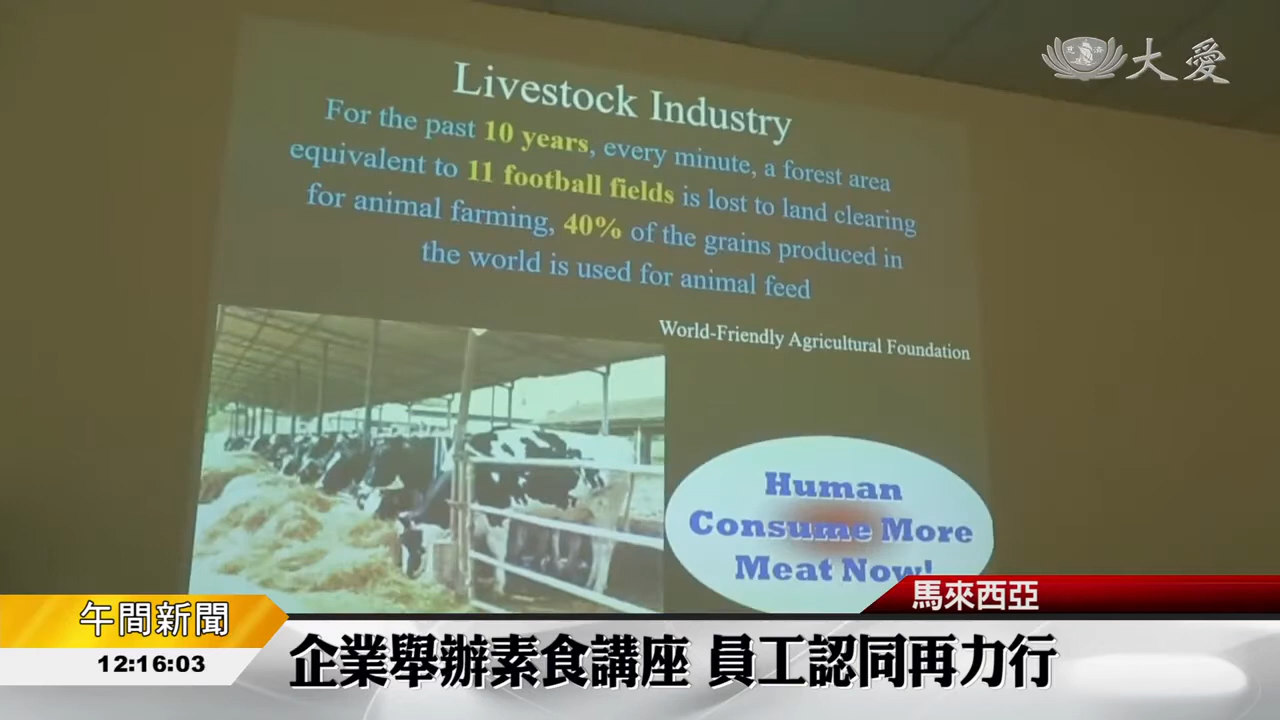 大愛
Livestock Industry
For the past 10 years, every minute, a forest area
equivalent to 11 football fields is lost to land clearing
for animal farming, 40% of the grains produced in
the world is used for animal feed
World-Friendly Agricultural Foundation
Human
Consume More
Meat Now!
馬來西亞
午間新聞
12:16:03
企業舉辦素食講座 員工認同再力行